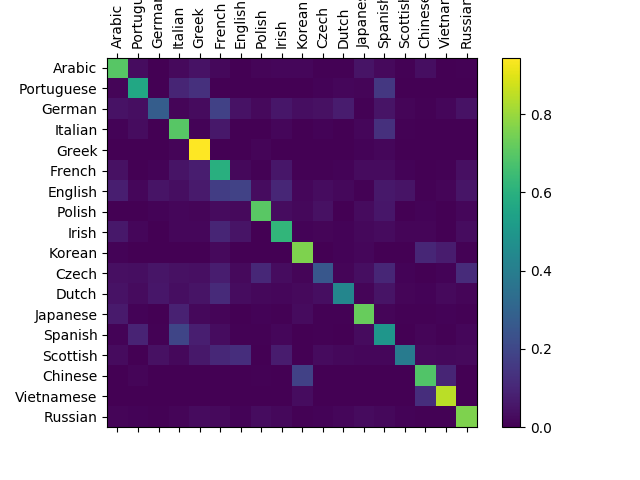 Arabic
Portugu
German
Italian
Greek
French
English
Polish
Irish
Korean
Czech
Dutch
Japanes
Spanish
Scottish
Chinese
Vietnam
Russian
Arabic
Portuguese
German
Italian
Greek
French
English
Polish
Irish
Korean
Czech
Dutch
Japanese
Spanish
Scottish
Chinese
Vietnamese
Russian
0.8
0.6
0.4
0.2
0.0